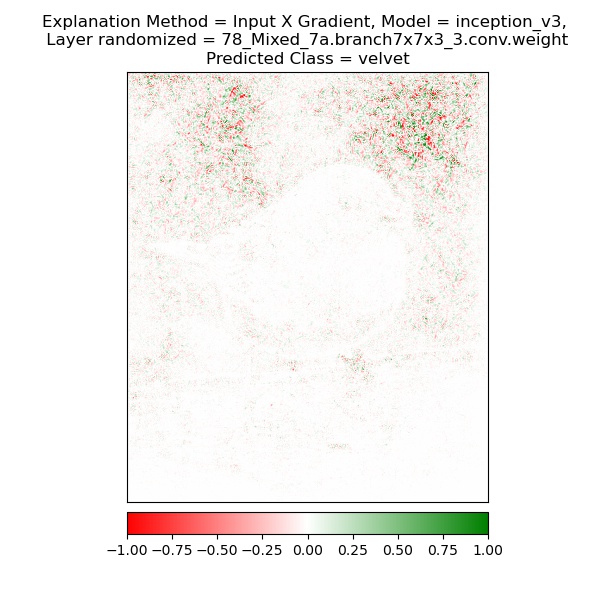 Explanation Method = Input X Gradient, Model = inception_v3,
Layer randomized = 78_Mixed_7a.branch7x7x3_3.conv.weight
Predicted Class = velvet
−1.00 −0.75 −0.50 −0.25 0.00 0.25 0.50 0.75 1.00